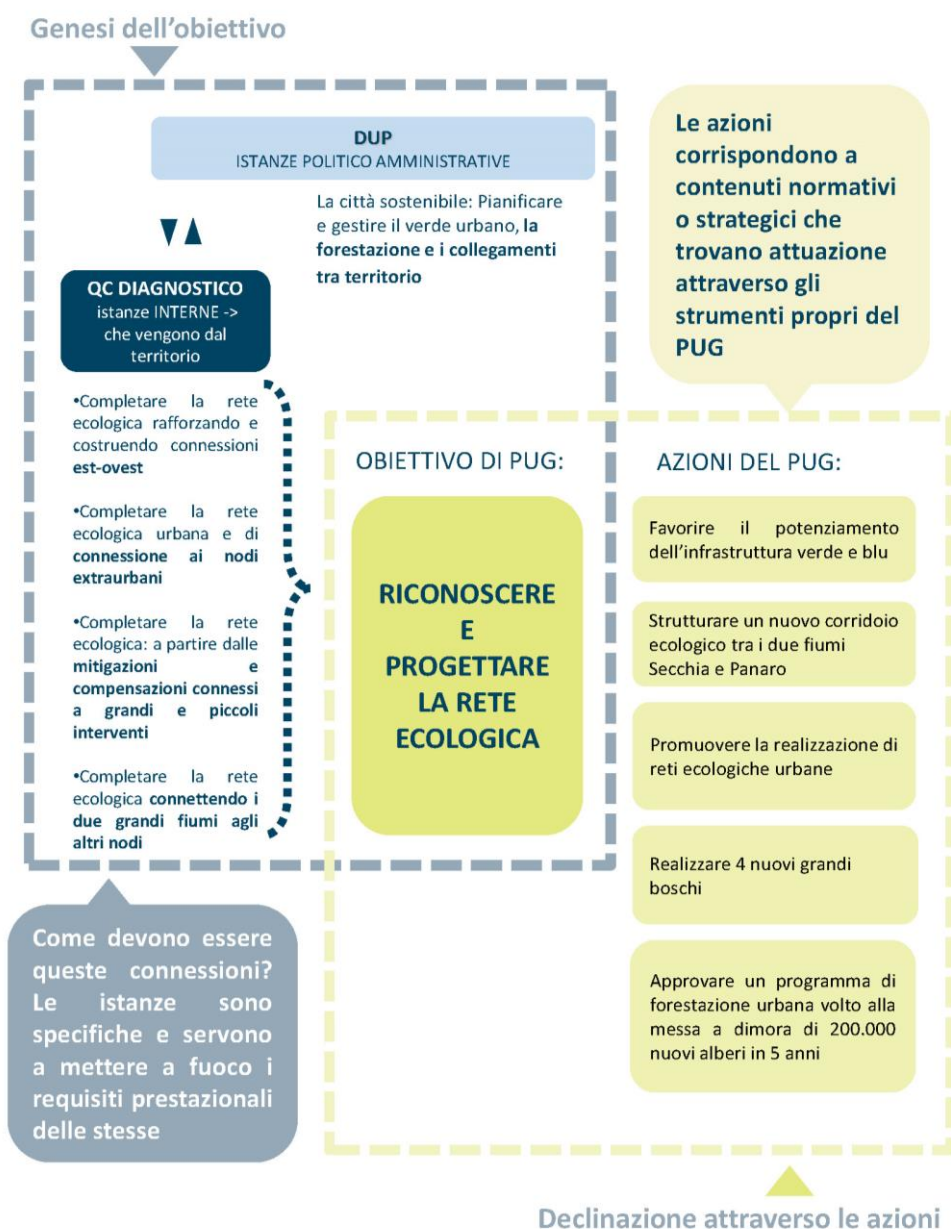 Genesi dell'obiettivo
DUP
ISTANZE POLITICO AMMINISTRATIVE
La città sostenibile: Pianificare
e gestire il verde urbano, la
forestazione e i collegamenti
tra territorio
QC DIAGNOSTICO
istanze INTERNE ->
che vengono dal
territorio
•Completare la rete
ecologica rafforzando e
costruendo connessioni
est-ovest
•Completare la rete
ecologica urbana e di
connessione ai nodi
extraurbani
•Completare la rete
ecologica: a partire dalle
mitigazioni e
compensazioni connessi
a grandi e piccoli
interventi
•Completare la rete
ecologica connettendo i
due grandi fiumi agli
altri nodi
Come devono essere
queste connessioni?
Le istanze sono
specifiche e servono
a mettere a fuoco i
requisiti prestazionali
delle stesse
Le azioni
corrispondono a
contenuti normativi
o strategici che
trovano attuazione
attraverso gli
strumenti propri del
PUG
OBIETTIVO DI PUG:
RICONOSCERE
E
PROGETTARE
LA RETE
ECOLOGICA
AZIONI DEL PUG:
Favorire il potenziamento
dell'infrastruttura verde e blu
Strutturare un nuovo corridoio
ecologico tra i due fiumi
Secchia e Panaro
Promuovere la realizzazione di
reti ecologiche urbane
Realizzare 4 nuovi grandi
boschi
Approvare un programma di
forestazione urbana volto alla
messa a dimora di 200.000
nuovi alberi in 5 anni
Declinazione attraverso le azioni